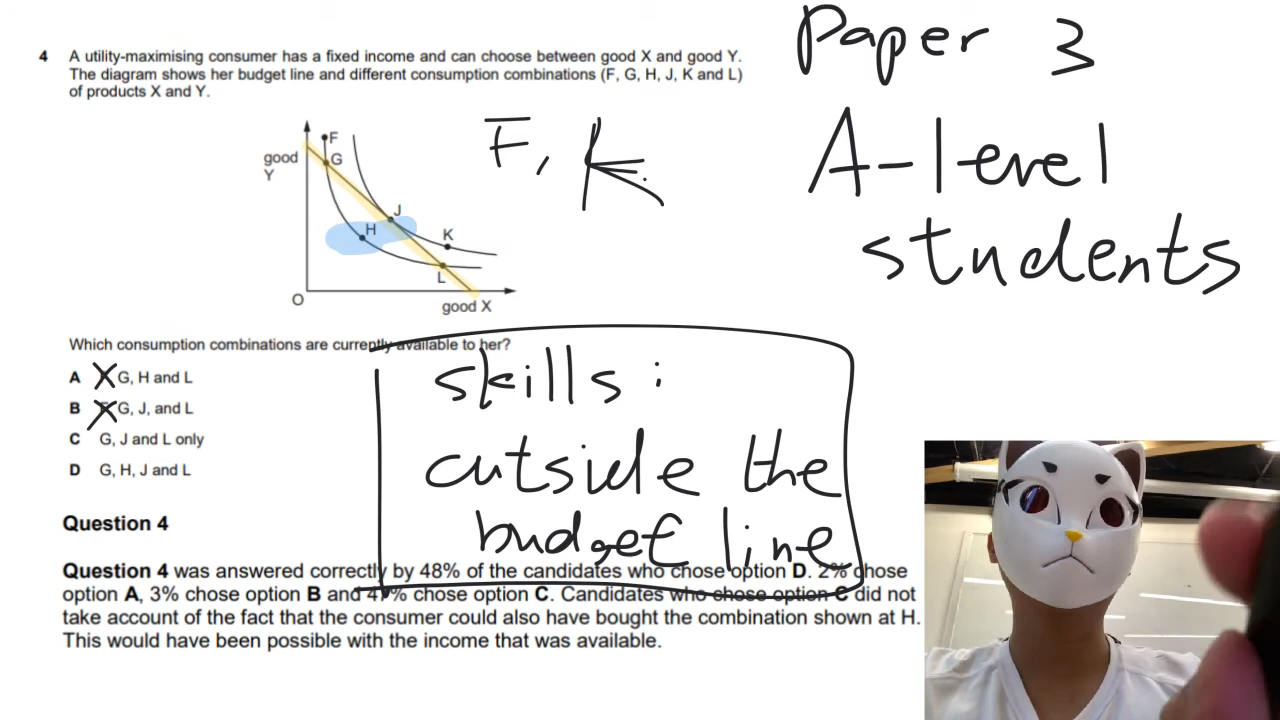 4 A utility-maximising consumer has a fixed income and can choose between good X and good Y.
The diagram shows her budget line and different consumption combinations (F, G, H, J, K and L)
of products X and Y.
good
Y
F
G
J
H
K
L
O
good X
F, K.
Paper 3
A-level
students
Which consumption combinations are currently available to her?
A G, H and L
B G, J, and L
C G, J and L only
D G, H, J and L
skills:
outside the
budget line
Question 4
Question 4 was answered correctly by 48% of the candidates who chose option D. 2% chose
option A, 3% chose option B and % chose option C. Candidates who chose option C did not
take account of the fact that the consumer could also have bought the combination shown at H.
This would have been possible with the income that was available.